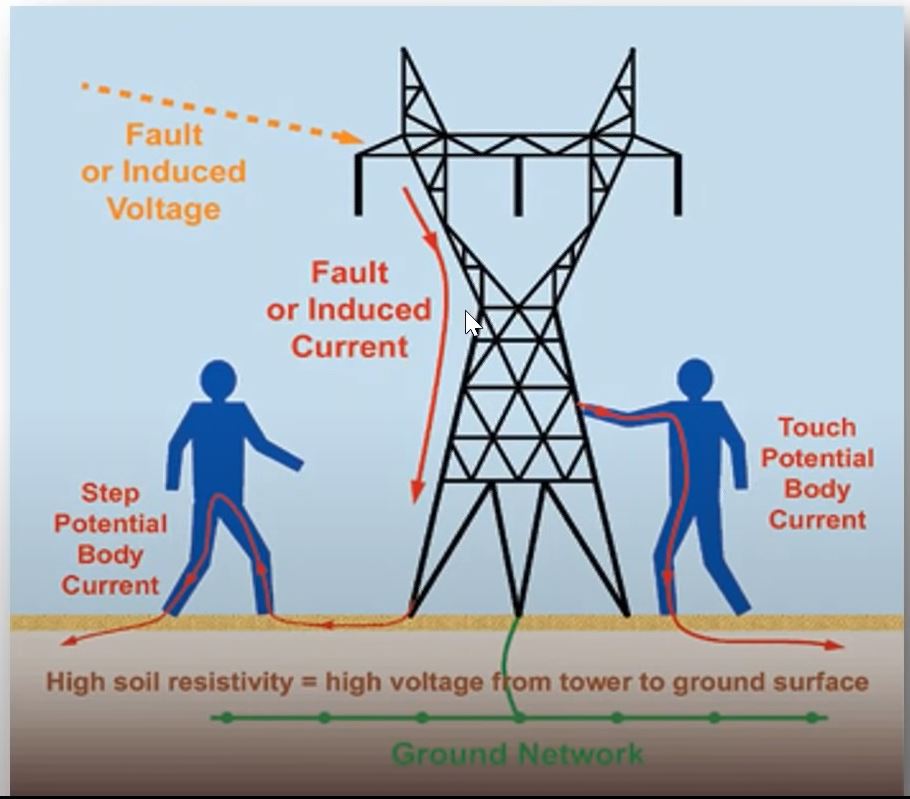 Fault
or Induced
Voltage
Fault
or Induced
Current
Touch
Potential
Body
Current
Step
Potential
Body
Current
High soil resistivity = high voltage from tower to ground surface
Ground Network